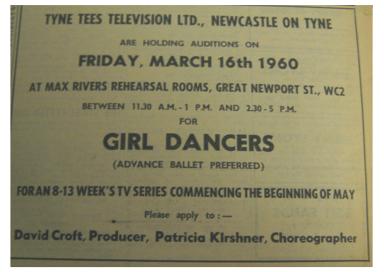 TYNE TEES TELEVISION LTD., NEWCASTLE ON TYNE
ARE HOLDING AUDITIONS ON
FRIDAY, MARCH 16th 1960
AT MAX RIVERS REHEARSAL ROOMS, GREAT NEWPORT ST., WC2
BETWEEN 11.30 A.M. - 1 P.M. AND 2.30 - 5 P.M.
FOR
GIRL DANCERS
(ADVANCE BALLET PREFERRED)
FOR AN 8-13 WEEK'S TV SERIES COMMENCING THE BEGINNING OF MAY
Please apply to :—
David Croft, Producer, Patricia KIrshner, Choreographer